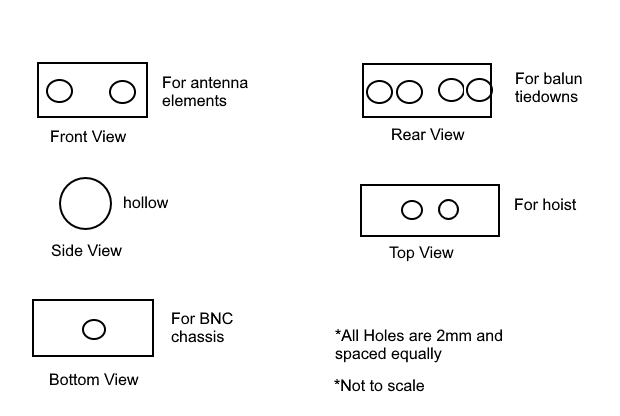 For antenna
elements
Front View
For balun
tiedowns
Rear View
hollow
Side View
For hoist
Top View
For BNC
chassis
Bottom View
*All Holes are 2mm and
spaced equally
*Not to scale